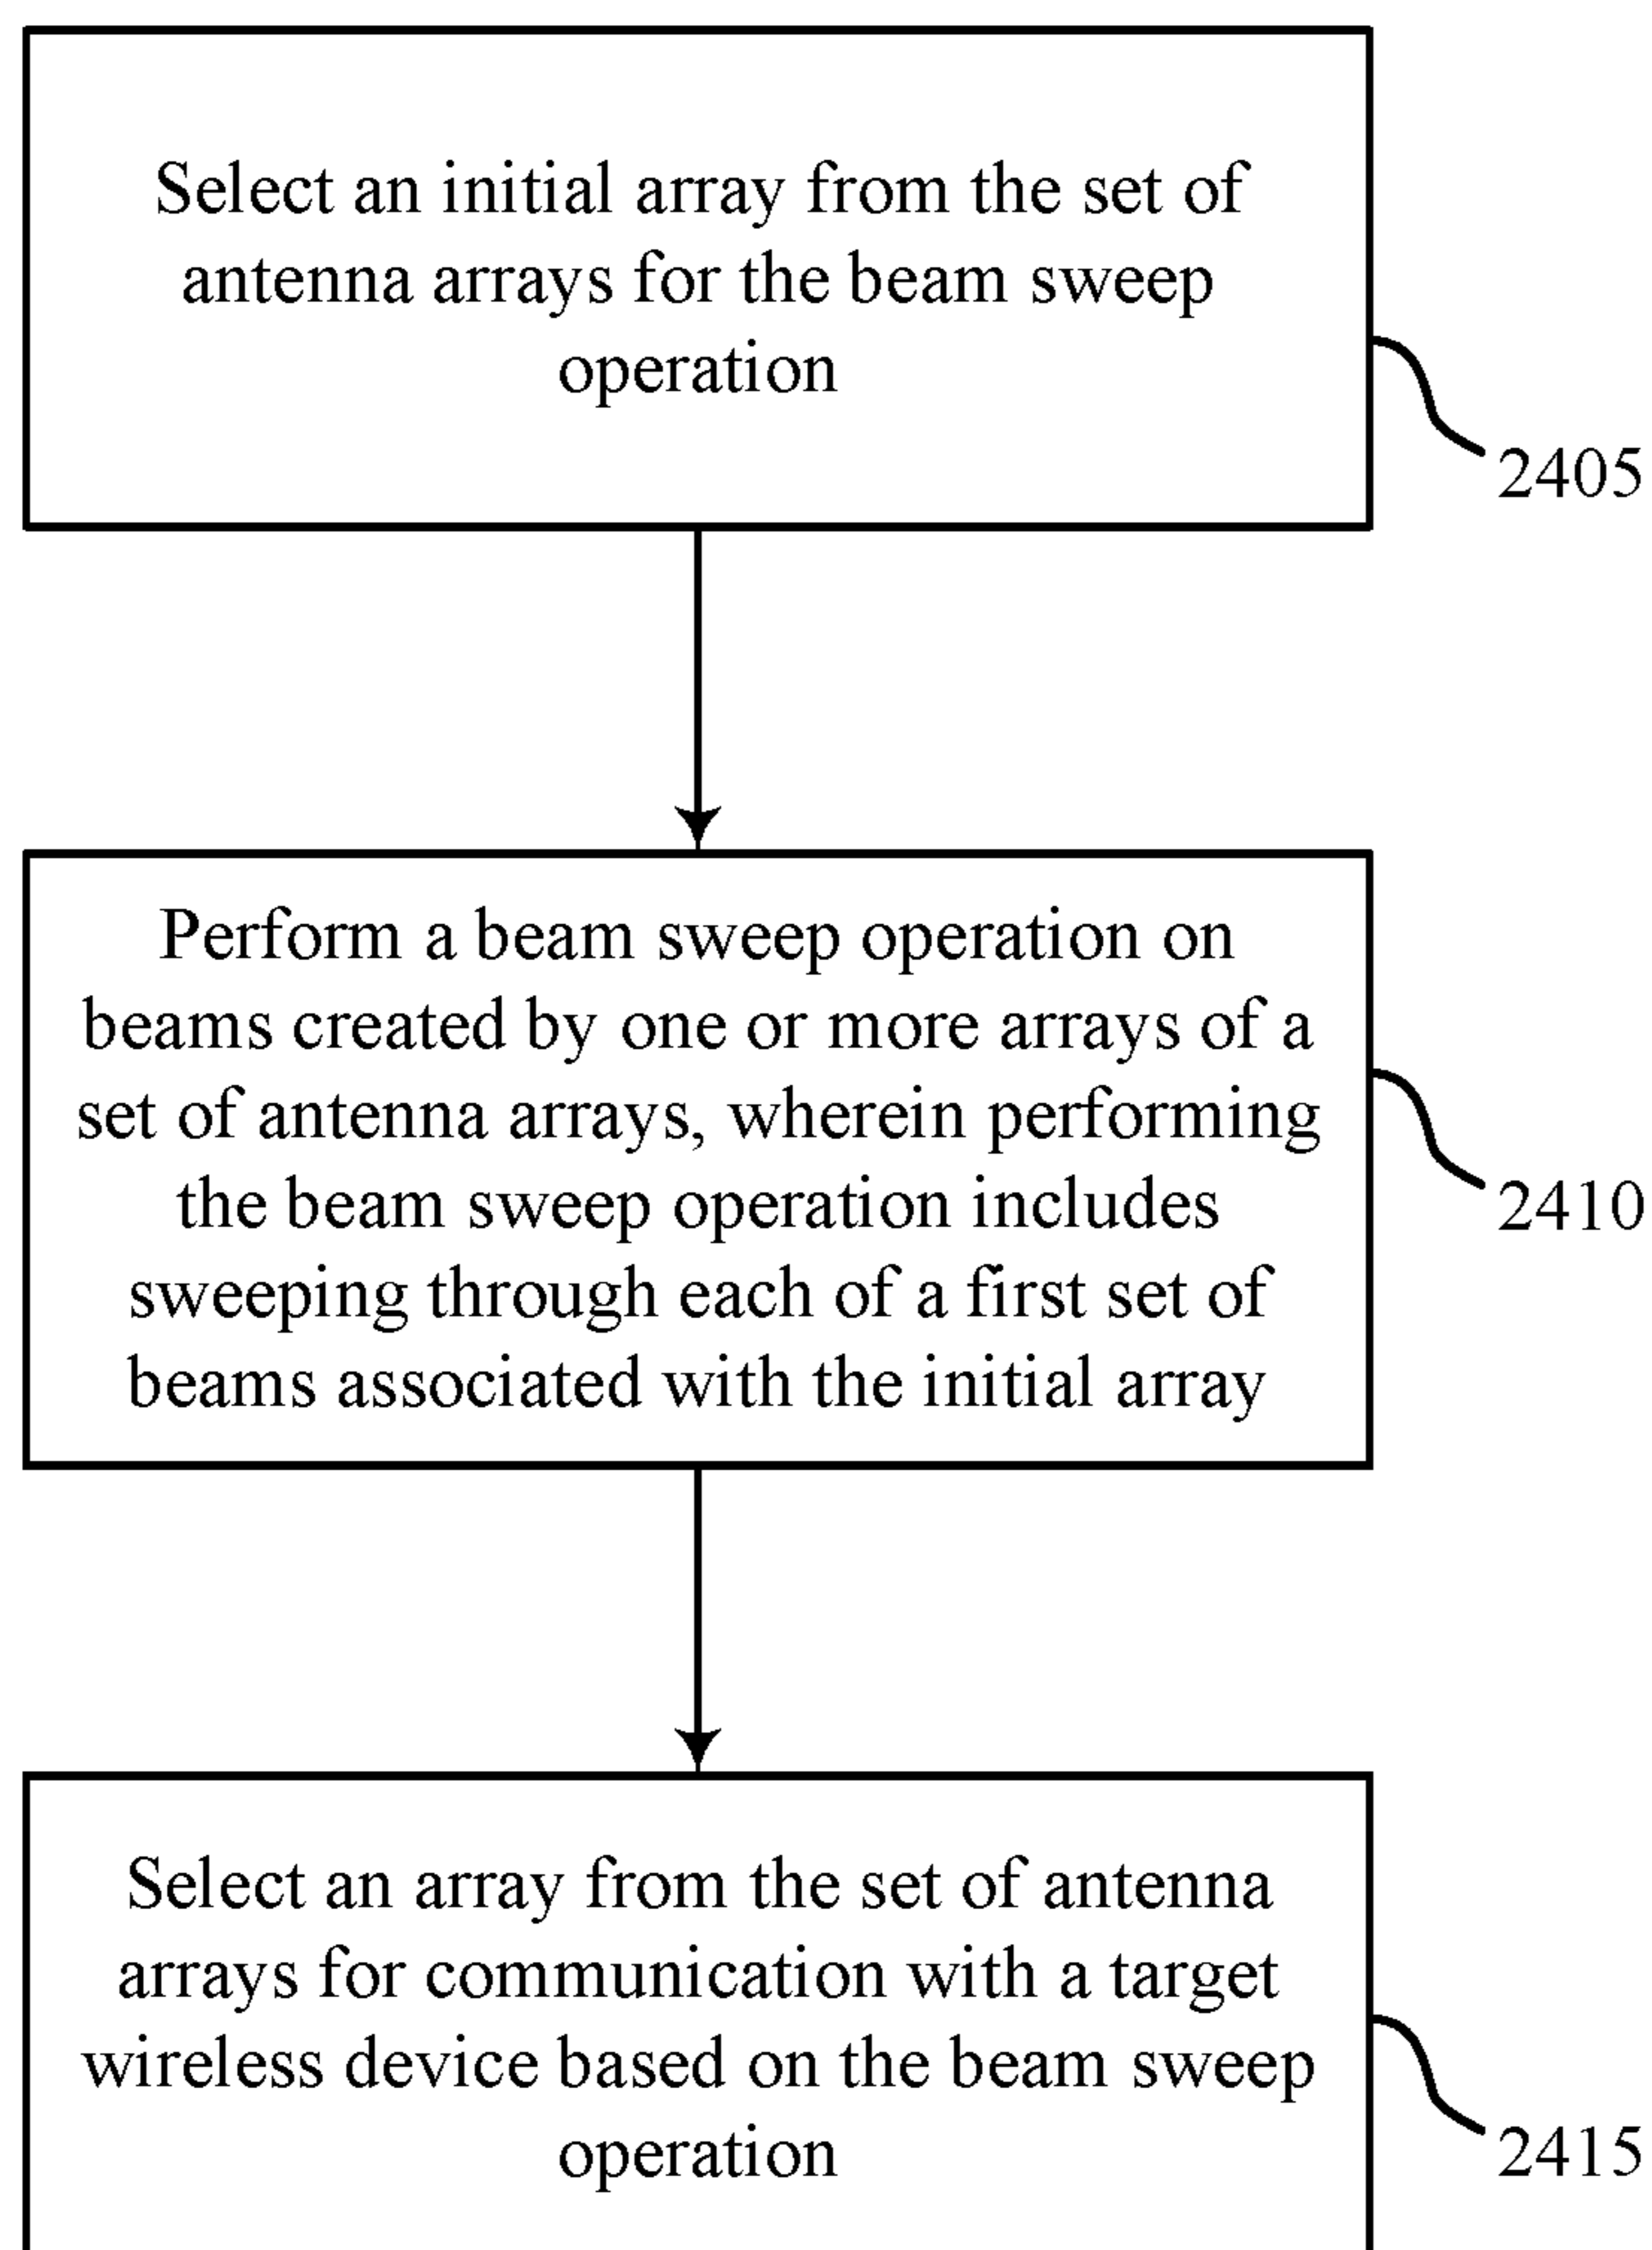 Select an initial array from the set of
antenna arrays for the beam sweep
operation
2405
Perform a beam sweep operation on
beams created by one or more arrays of a
set of antenna arrays, wherein performing
the beam sweep operation includes
sweeping through each of a first set of
beams associated with the initial array
2410
Select an array from the set of antenna
arrays for communication with a target
wireless device based on the beam sweep
operation
2415